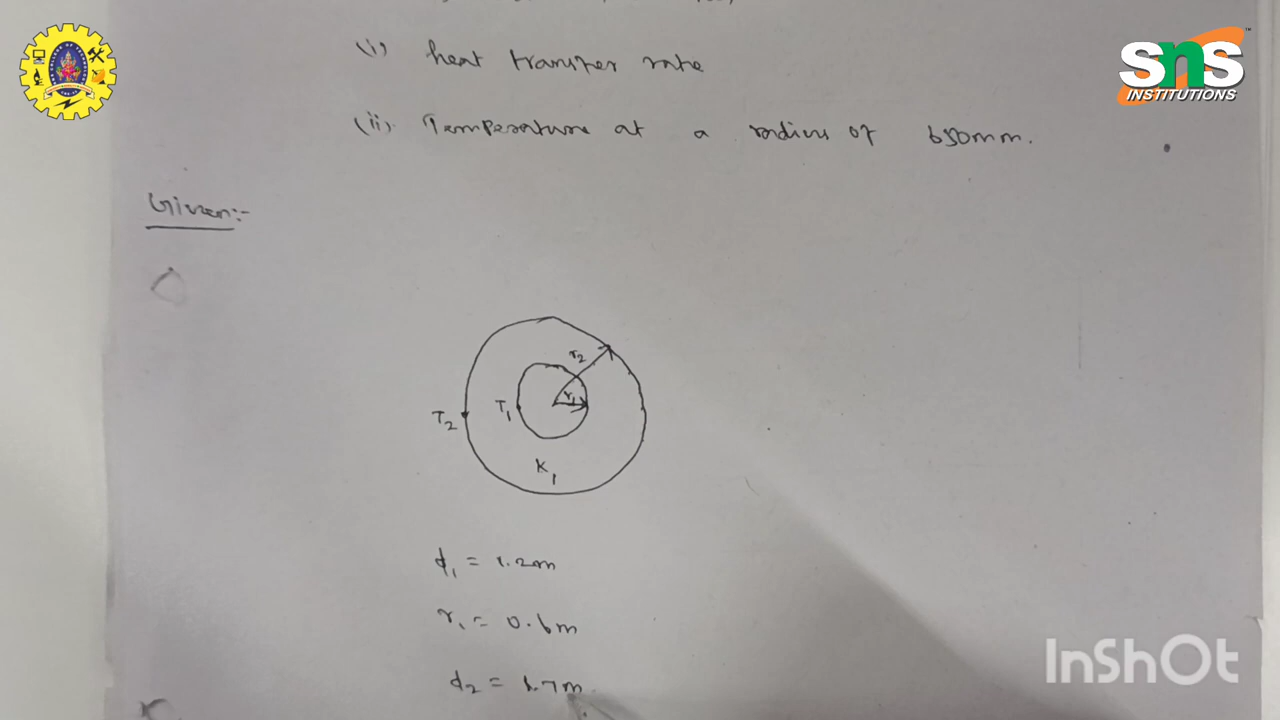 SNS
INSTITUTIONS
(i) heat transfer rate
(ii). Temperature at a radius of 650mm.
Given:-
r2
T1 r1
T2
K1
d1 = 1.2m
r1 = 0.6m
d2 = 1.7m
InShOt